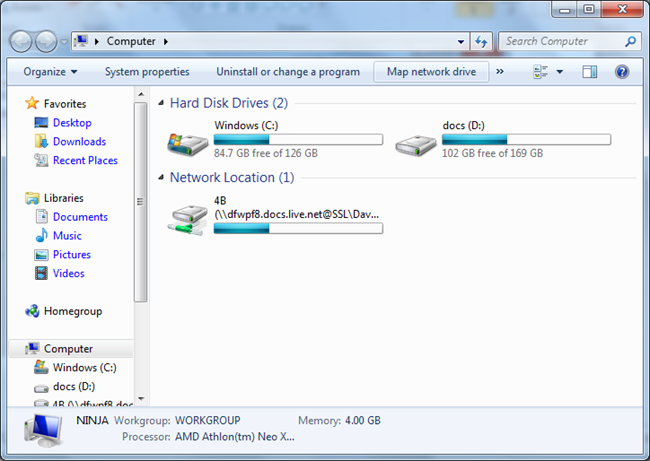 Computer
Search Computer
Organize
System properties
Uninstall or change a program
Map network drive
»
Favorites
Desktop
Downloads
Recent Places
Libraries
Documents
Music
Pictures
Videos
Homegroup
Computer
Windows (C:)
docs (D:)
4B (\\dfwpf8.doc
Hard Disk Drives (2)
Windows (C:)
84.7 GB free of 126 GB
docs (D:)
102 GB free of 169 GB
Network Location (1)
4B
(\\dfwpf8.docs.live.net@SSL\Dav...
NINJA Workgroup: WORKGROUP Memory: 4.00 GB
Processor: AMD Athlon(tm) Neo X...